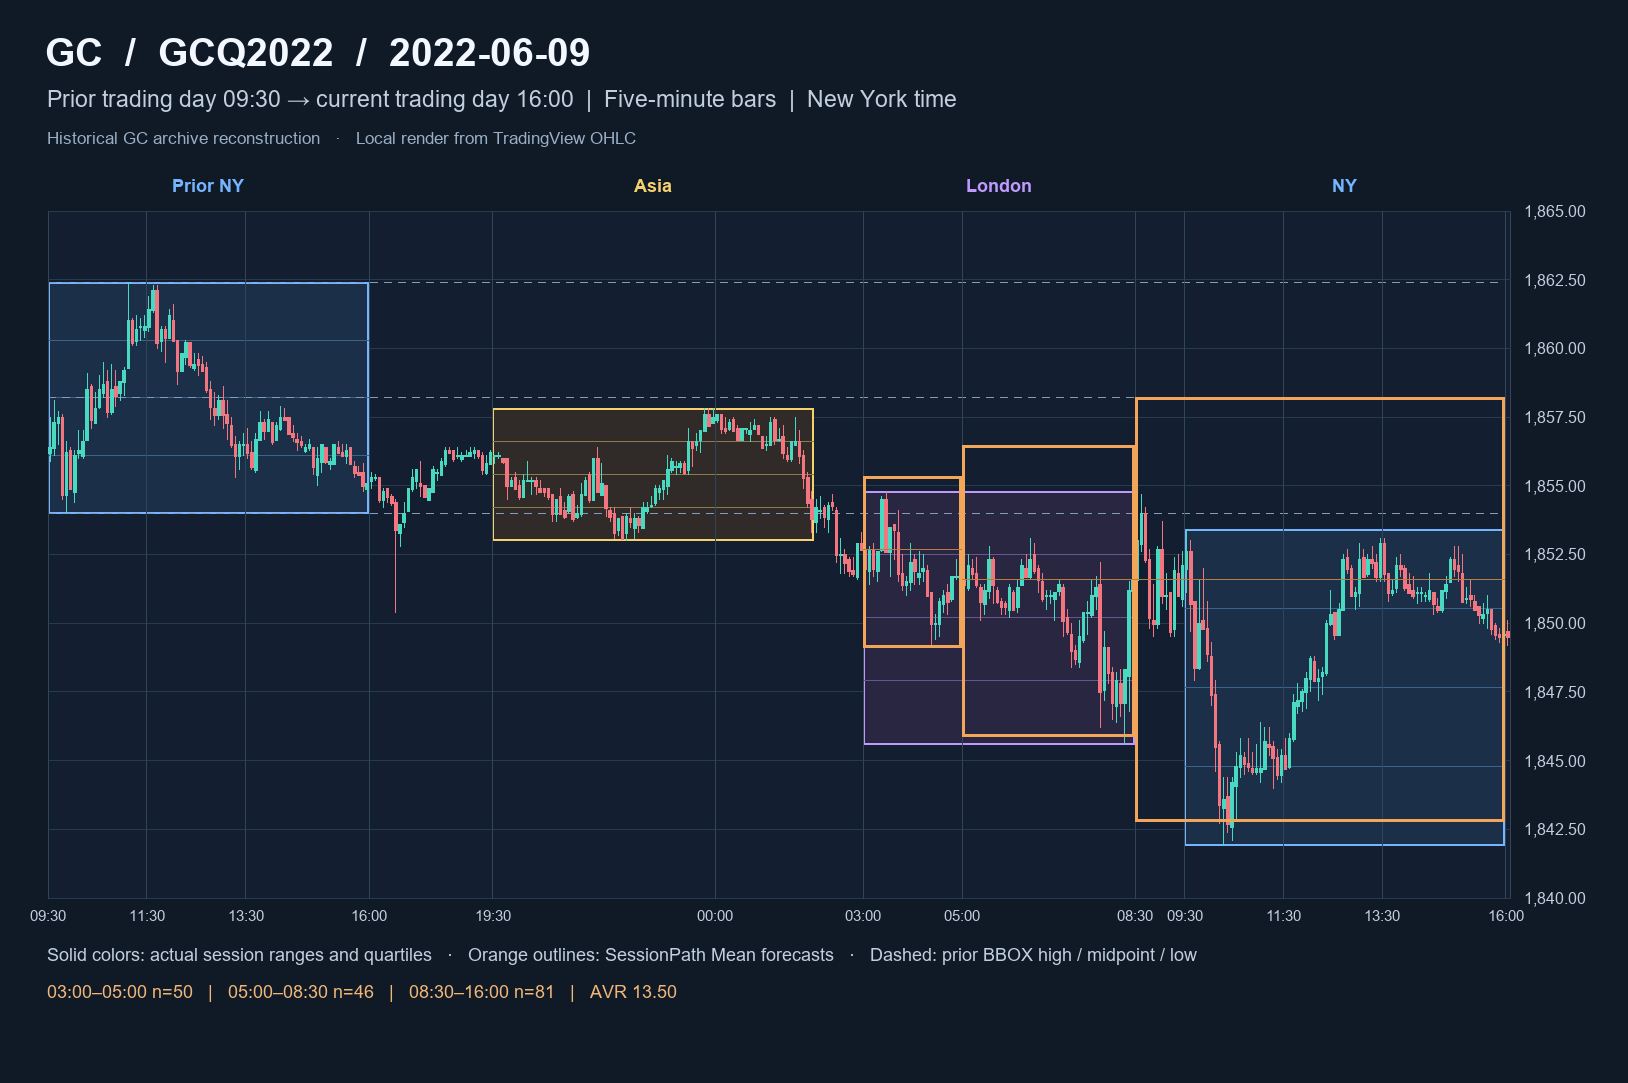 GC / GCQ2022 / 2022-06-09
Prior trading day 09:30 → current trading day 16:00 | Five-minute bars | New York time
Historical GC archive reconstruction · Local render from TradingView OHLC
Prior NY Asia London NY
1,865.00
1,862.50
1,860.00
1,857.50
1,855.00
1,852.50
1,850.00
1,847.50
1,845.00
1,842.50
1,840.00
09:30 11:30 13:30 16:00 19:30 00:00 03:00 05:00 08:30 09:30 11:30 13:30 16:00
Solid colors: actual session ranges and quartiles · Orange outlines: SessionPath Mean forecasts · Dashed: prior BBOX high / midpoint / low
03:00–05:00 n=50 | 05:00–08:30 n=46 | 08:30–16:00 n=81 | AVR 13.50